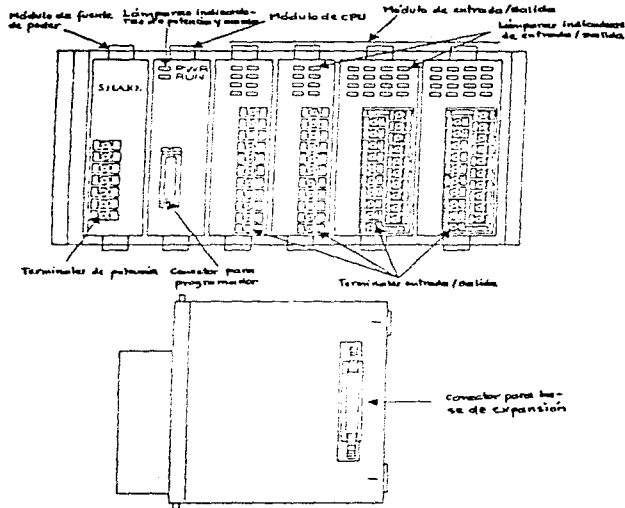 Módulo de fuente
de poder
Lámparas indicado-
ras de potencia y
Módulo de CPU
Módulo de entrada/salida
Lámparas indicadoras
de entrada/salida
PWR
RUN
Terminales de potencia
Conector para
programador
Terminales entrada/salida
Conector para ba-
se de expansión